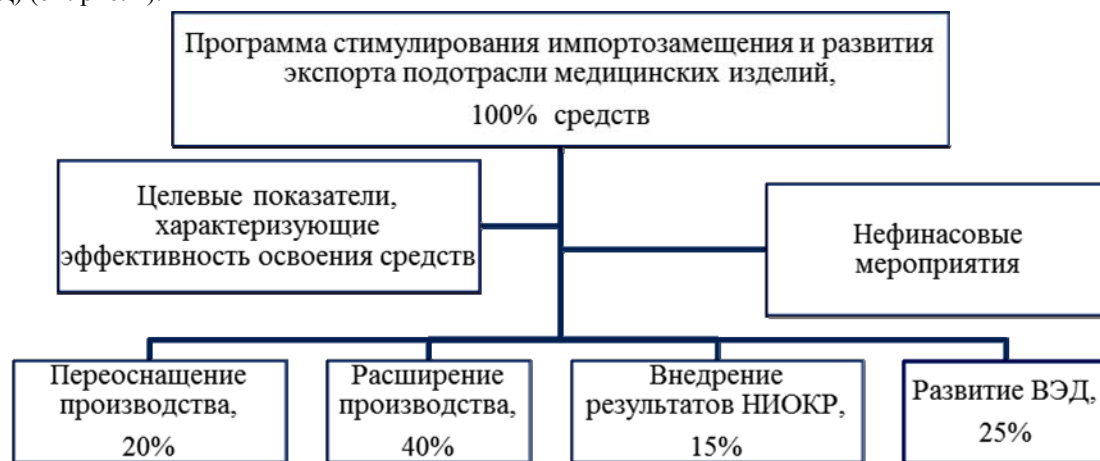 Программа стимулирования импортозамещения и развития
экспорта подотрасли медицинских изделий,
100% средств
Целевые показатели,
характеризующие
эффективность освоения средств
Нефинасовые
мероприятия
Переоснащение
производства,
20%
Расширение
производства,
40%
Внедрение
результатов НИОКР,
15%
Развитие ВЭД,
25%